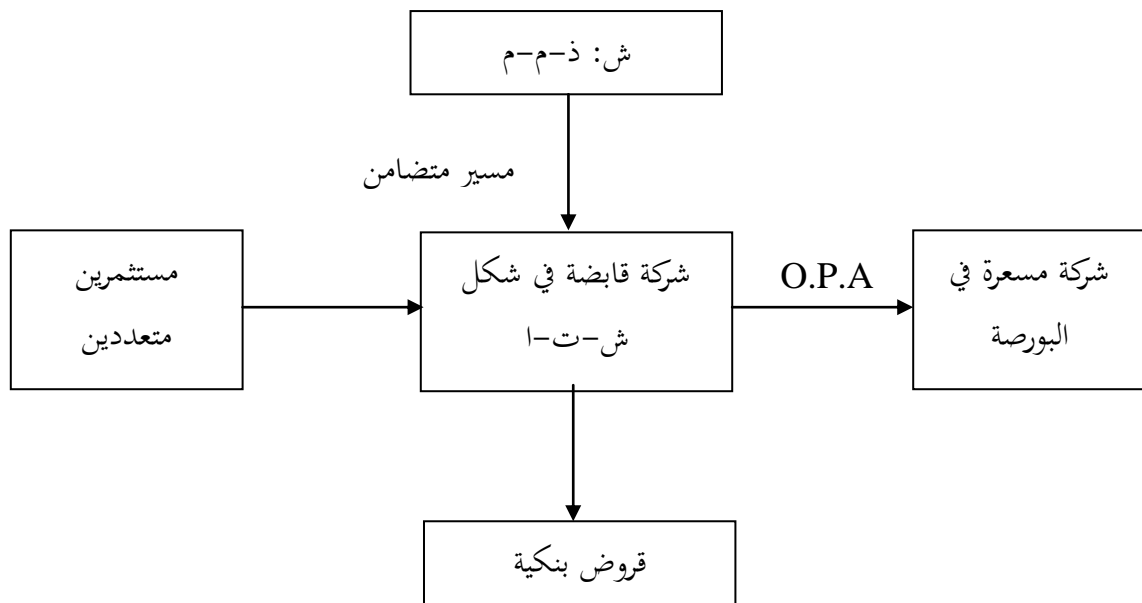 ش: ذ-م-م
مسير متضامن
مستثمرين
متعددين
شركة قابضة في شكل
ش-ت-ا
O.P.A
شركة مسعرة في
البورصة
قروض بنكية